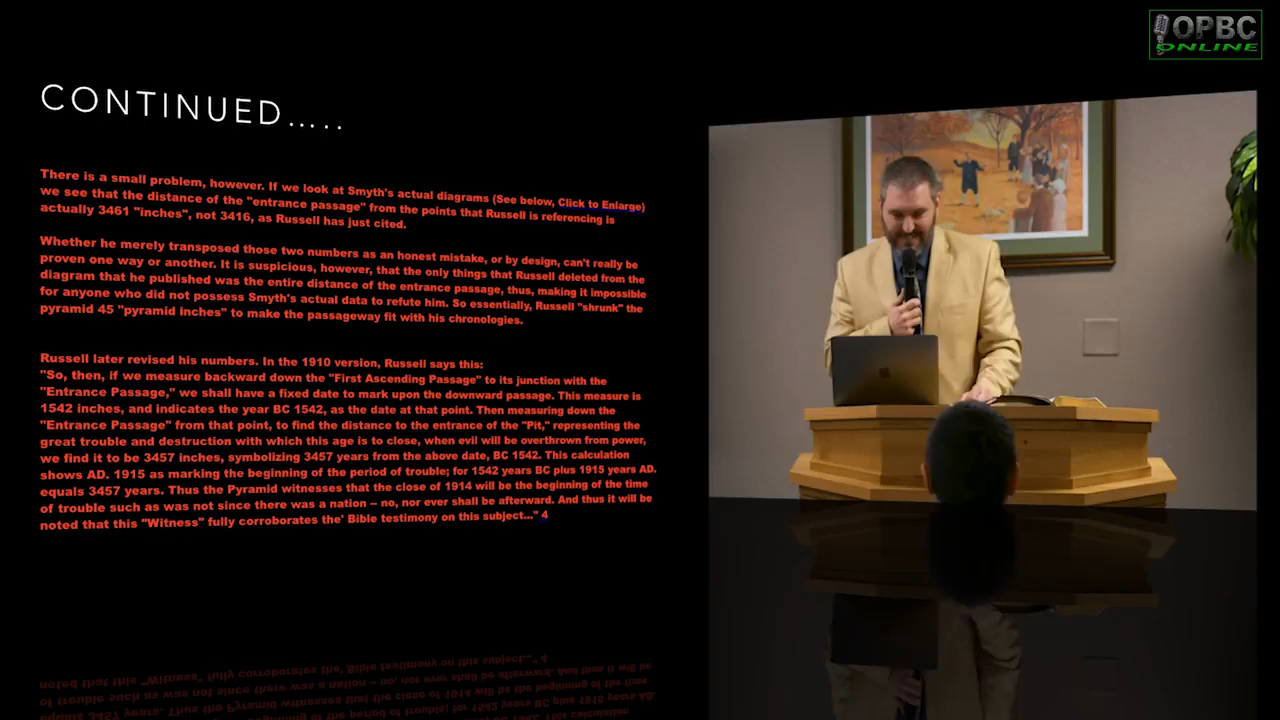 OPBC
ONLINE
CONTINUED.....
There is a small problem, however. If we look at Smyth's actual diagrams (See below, Click to Enlarge)
we see that the distance of the "entrance passage" from the points that Russell is referencing is
actually 3461 "inches", not 3416, as Russell has just cited.
Whether he merely transposed those two numbers as an honest mistake, or by design, can't really be
proven one way or another. It is suspicious, however, that the only things that Russell deleted from the
diagram that he published was the entire distance of the entrance passage, thus, making it impossible
for anyone who did not possess Smyth's actual data to refute him. So essentially, Russell "shrunk" the
pyramid 45 "pyramid inches" to make the passageway fit with his chronologies.
Russell later revised his numbers. In the 1910 version, Russell says this:
"So, then, if we measure backward down the "First Ascending Passage" to its junction with the
"Entrance Passage," we shall have a fixed date to mark upon the downward passage. This measure is
1542 inches, and indicates the year BC 1542, as the date at that point. Then measuring down the
"Entrance Passage" from that point, to find the distance to the entrance of the "Pit," representing the
great trouble and destruction with which this age is to close, when evil will be overthrown from power,
we find it to be 3457 inches, symbolizing 3457 years from the above date, BC 1542. This calculation
shows AD. 1915 as marking the beginning of the period of trouble; for 1542 years BC plus 1915 years AD.
equals 3457 years. Thus the Pyramid witnesses that the close of 1914 will be the beginning of the time
of trouble such as was not since there was a nation – no, nor ever shall be afterward. And thus it will be
noted that this "Witness" fully corroborates the' Bible testimony on this subject..." 4